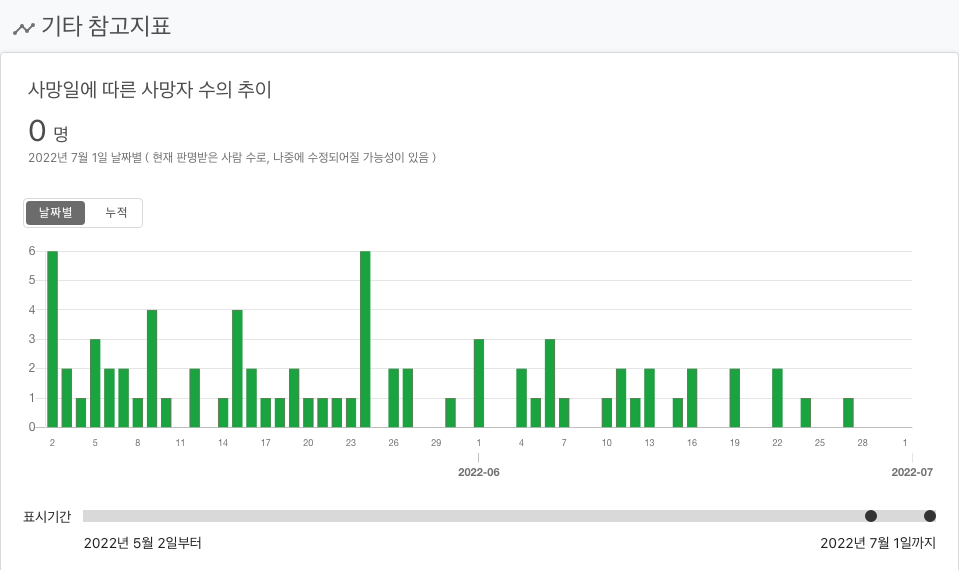 기타 참고지표
사망일에 따른 사망자 수의 추이
0 명
2022년 7월 1일 날짜별 ( 현재 판명받은 사람 수로, 나중에 수정되어질 가능성이 있음 )
날짜별 누적
6
5
4
3
2
1
0
2 5 8 11 14 17 20 23 26 29 1 4 7 10 13 16 19 22 25 28 1
2022-06 2022-07
표시기간
2022년 5월 2일부터 2022년 7월 1일까지